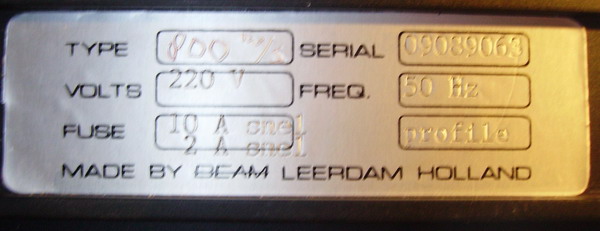 TYPE 800 SERIAL 09089063
VOLTS 220 V FREQ. 50 Hz
FUSE 10 A snel profile
2 A snel
MADE BY BEAM LEERDAM HOLLAND